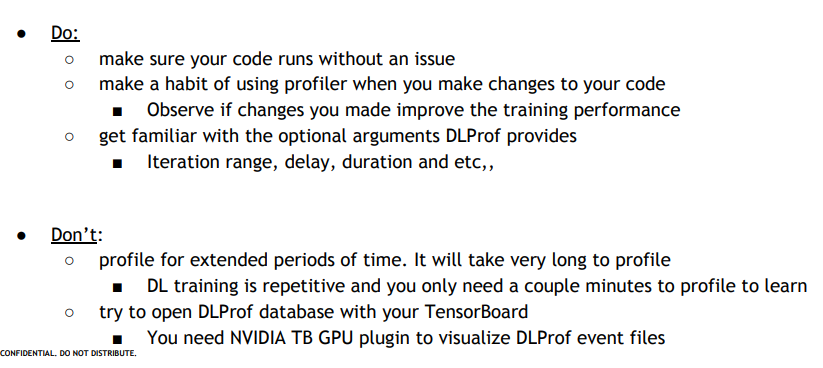 ● Do:
○ make sure your code runs without an issue
○ make a habit of using profiler when you make changes to your code
■ Observe if changes you made improve the training performance
○ get familiar with the optional arguments DLProf provides
■ Iteration range, delay, duration and etc,,
● Don't:
○ profile for extended periods of time. It will take very long to profile
■ DL training is repetitive and you only need a couple minutes to profile to learn
○ try to open DLProf database with your TensorBoard
■ You need NVIDIA TB GPU plugin to visualize DLProf event files
CONFIDENTIAL. DO NOT DISTRIBUTE.